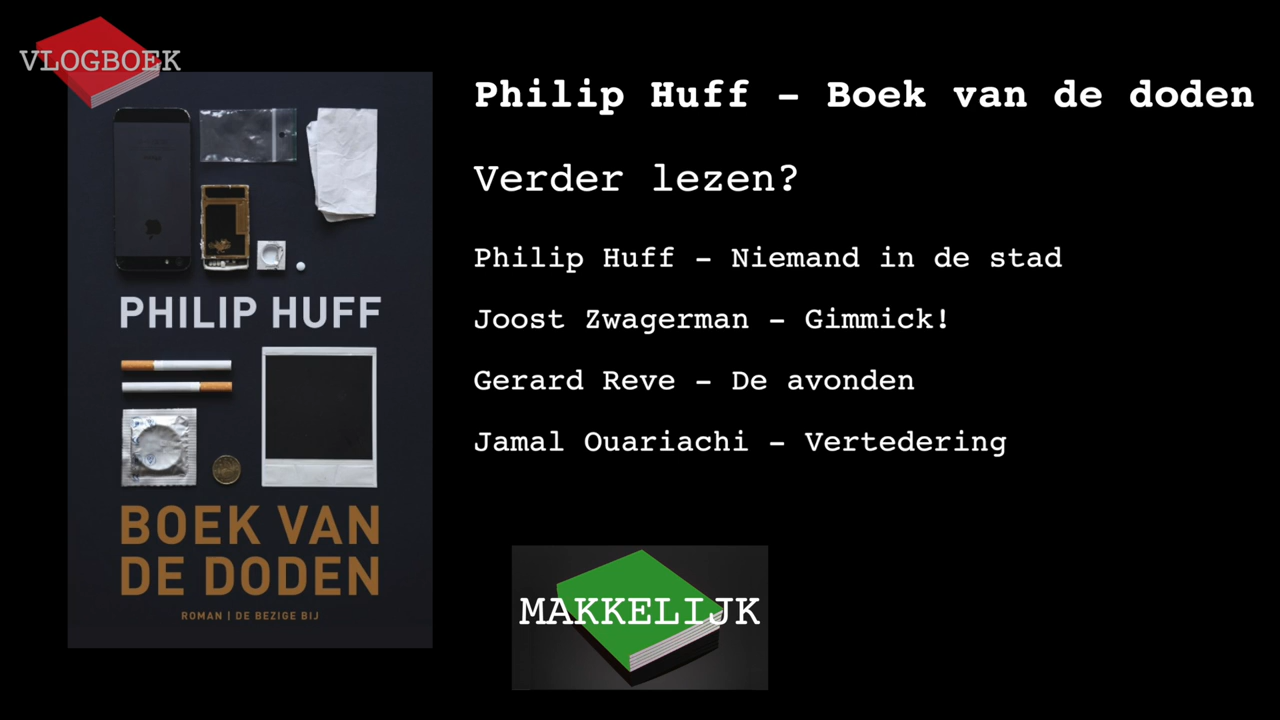 VLOGBOEK
PHILIP HUFF
BOEK VAN
DE DODEN
ROMAN | DE BEZIGE BIJ
Philip Huff - Boek van de doden
Verder lezen?
Philip Huff - Niemand in de stad
Joost Zwagerman - Gimmick!
Gerard Reve - De avonden
Jamal Ouariachi - Vertedering
MAKKELIJK